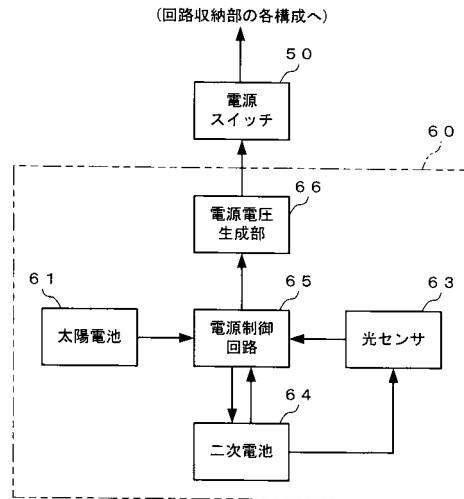 (回路収納部の各構成へ)
50
電源
スイッチ
60
66
電源電圧
生成部
61
65
63
太陽電池
電源制御
回路
光センサ
64
二次電池